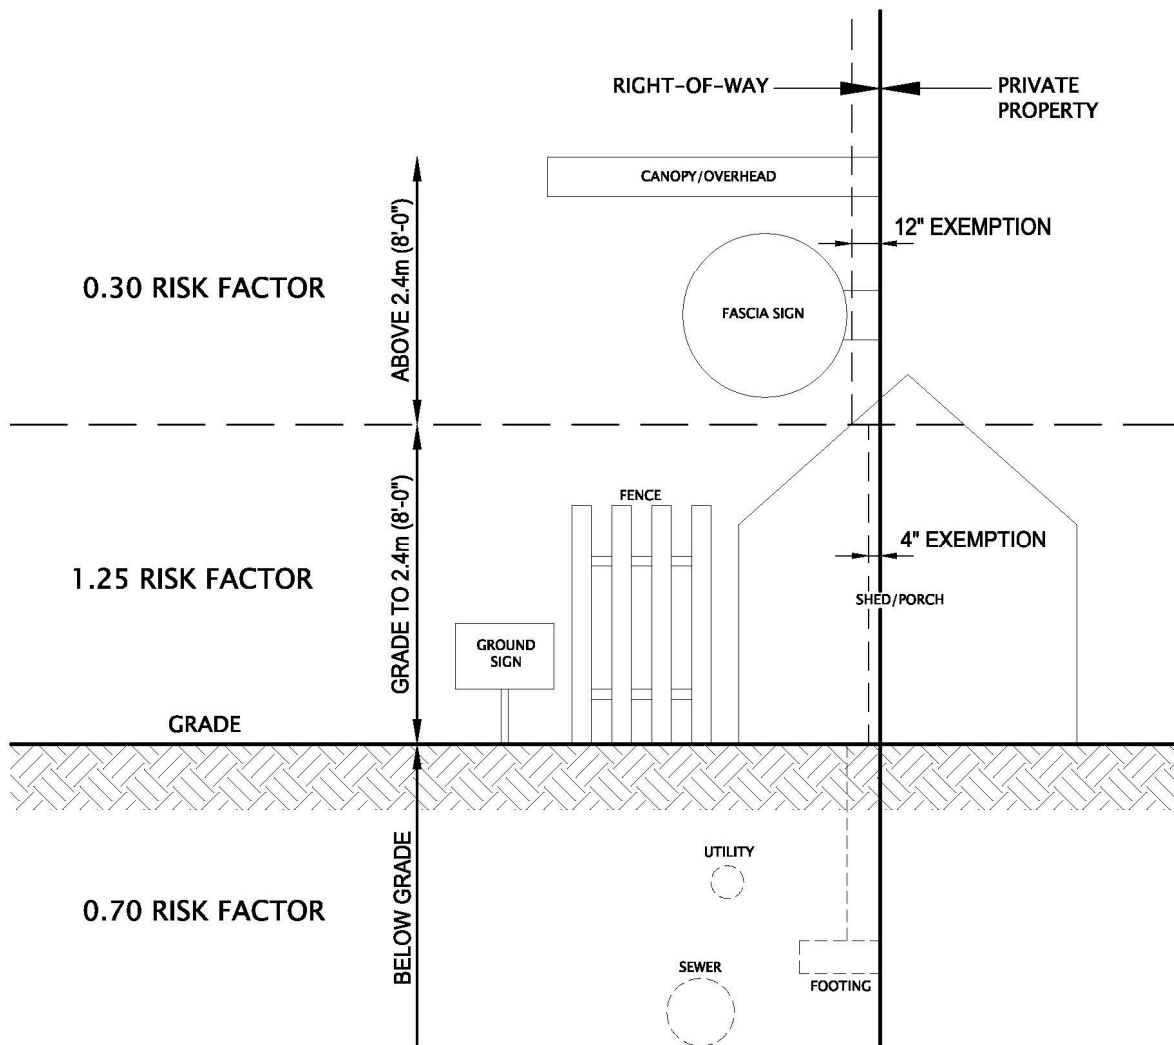 RIGHT-OF-WAY
PRIVATE
PROPERTY
CANOPY/OVERHEAD
12" EXEMPTION
ABOVE 2.4m (8'-0")
0.30 RISK FACTOR
FASCIA SIGN
FENCE
4" EXEMPTION
GRADE TO 2.4m (8'-0")
1.25 RISK FACTOR
SHED/PORCH
GROUND
SIGN
GRADE
BELOW GRADE
UTILITY
0.70 RISK FACTOR
SEWER
FOOTING